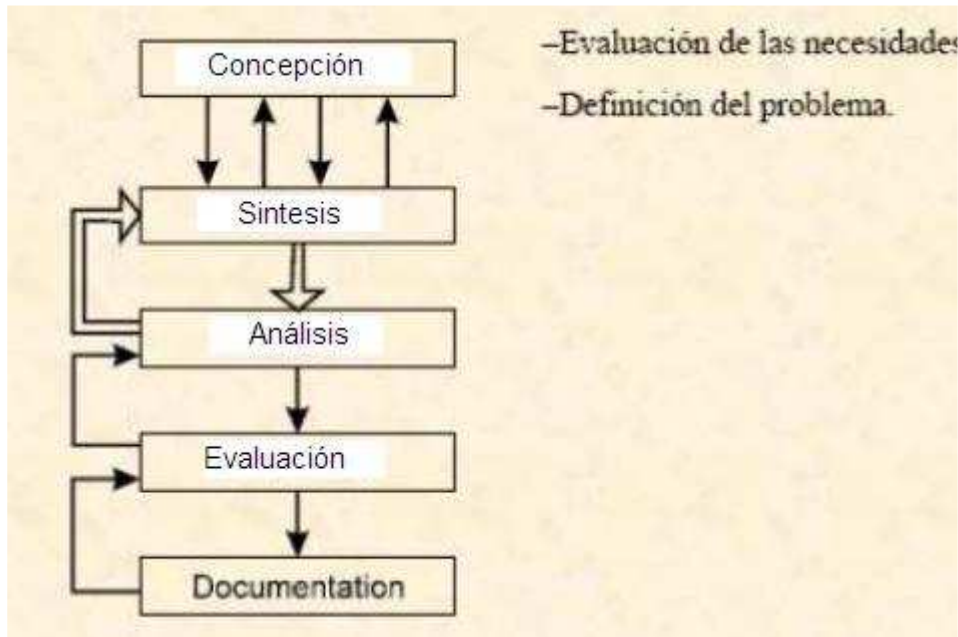 Concepción
–Evaluación de las necesidades
–Definición del problema.
Sintesis
Análisis
Evaluación
Documentation